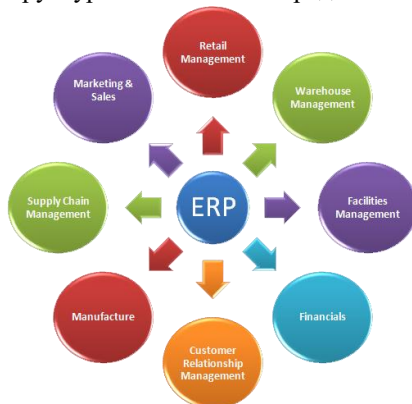 Retail
Management
Marketing &
Sales
Warehouse
Management
Supply Chain
Management
ERP
Facilities
Management
Manufacture
Financials
Customer
Relationship
Management